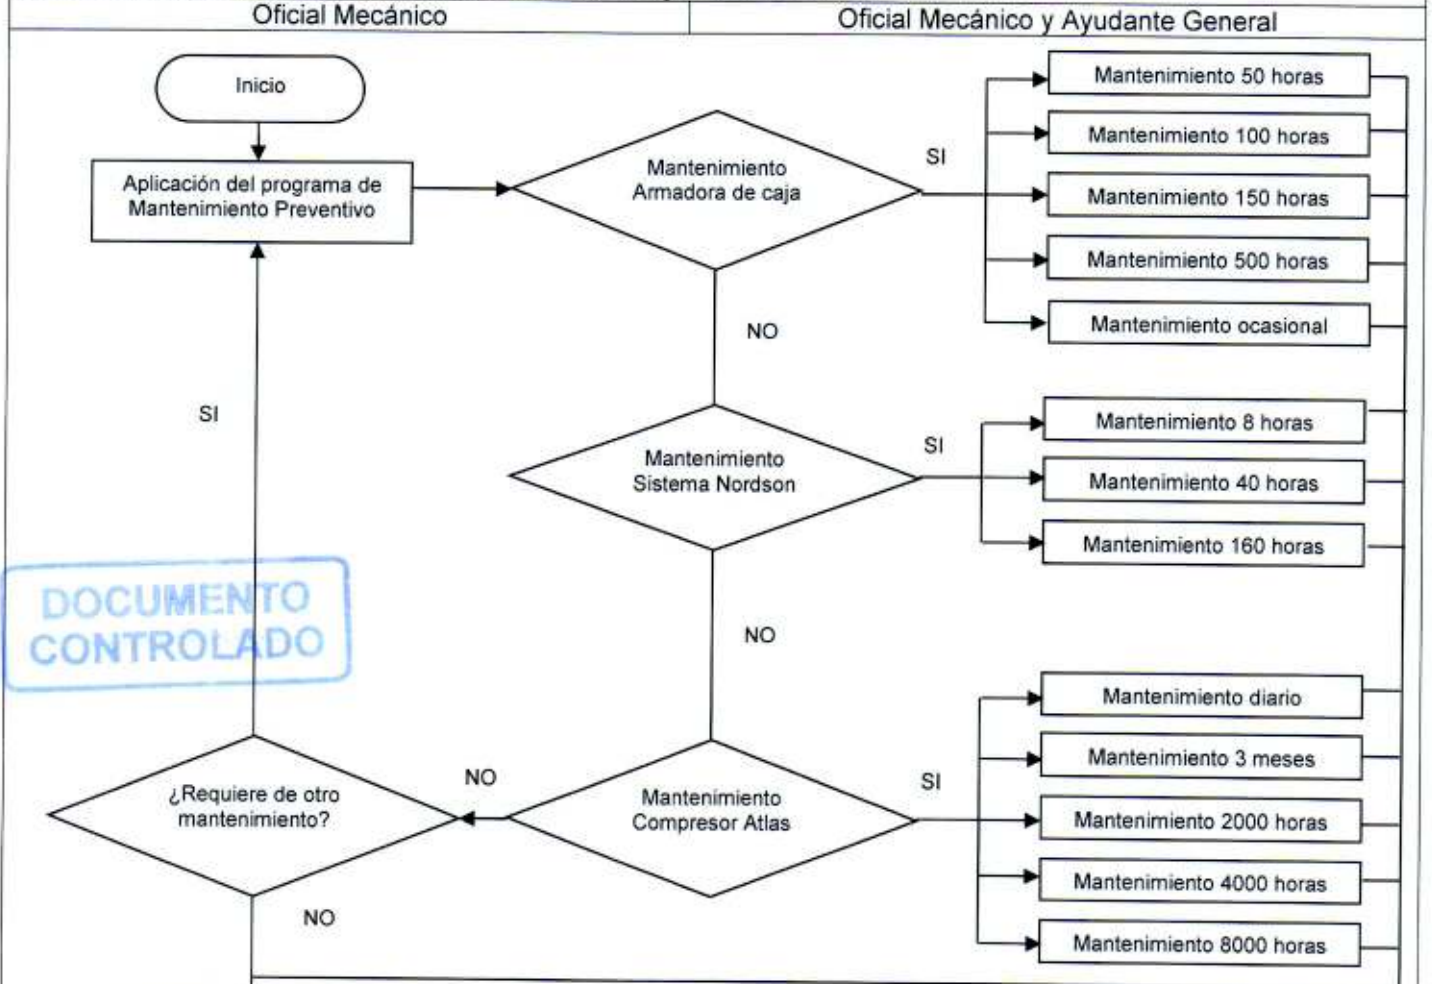 Oficial Mecánico
Oficial Mecánico y Ayudante General
Inicio
Aplicación del programa de
Mantenimiento Preventivo
Mantenimiento
Armadora de caja
SI
Mantenimiento 50 horas
Mantenimiento 100 horas
Mantenimiento 150 horas
Mantenimiento 500 horas
Mantenimiento ocasional
NO
SI
Mantenimiento
Sistema Nordson
SI
Mantenimiento 8 horas
Mantenimiento 40 horas
Mantenimiento 160 horas
DOCUMENTO
CONTROLADO
NO
Mantenimiento
Compresor Atlas
SI
Mantenimiento diario
Mantenimiento 3 meses
Mantenimiento 2000 horas
Mantenimiento 4000 horas
Mantenimiento 8000 horas
NO
¿Requiere de otro
mantenimiento?
NO